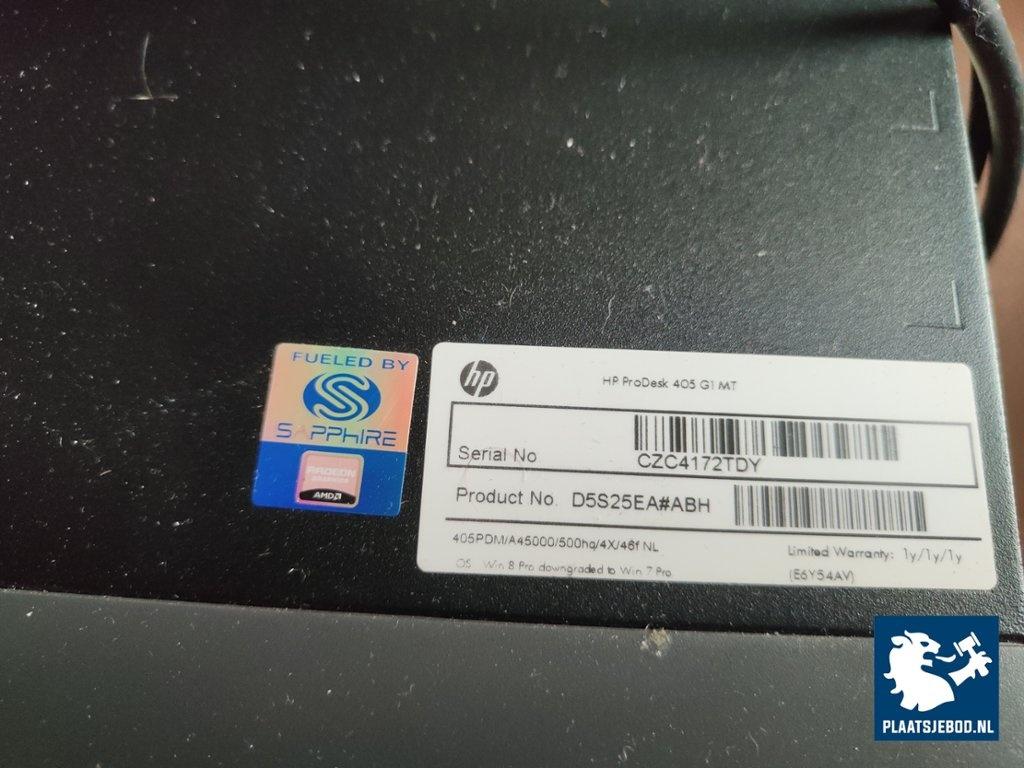 FUELED BY
SAPPHIRE
RADEON
GRAPHICS
AMD
hp
HP ProDesk 405 G1 MT
Serial No
CZC4172TDY
Product No. D5S25EA#ABH
405PDM/A45000/500hq/4X/46f NL
Limited Warranty: 1y/1y/1y
OS Win 8 Pro downgraded to Win 7 Pro
(E6Y54AV)
PLAATSJEBOD.NL